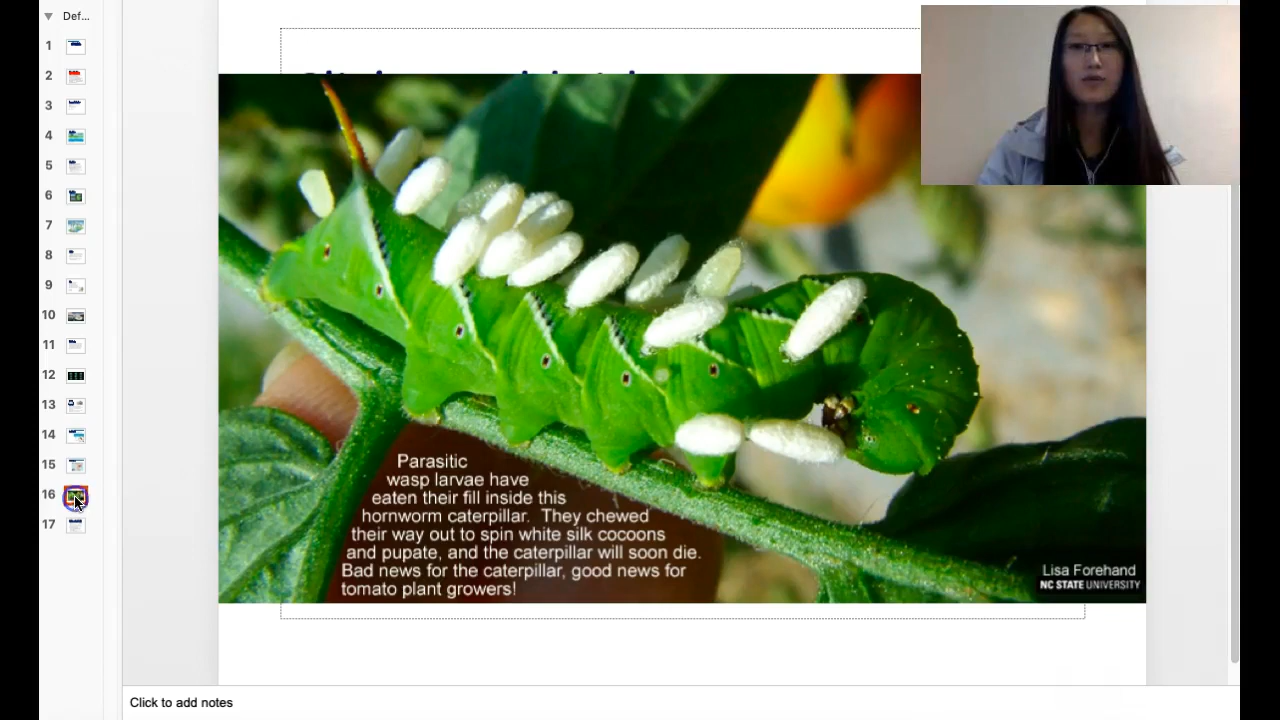 Def...
1
2
3
4
5
6
7
8
9
10
11
12
13
14
15
16
17
Parasitic
wasp larvae have
eaten their fill inside this
hornworm caterpillar. They chewed
their way out to spin white silk cocoons
and pupate, and the caterpillar will soon die.
Bad news for the caterpillar, good news for
tomato plant growers!
Lisa Forehand
NC STATE UNIVERSITY
Click to add notes